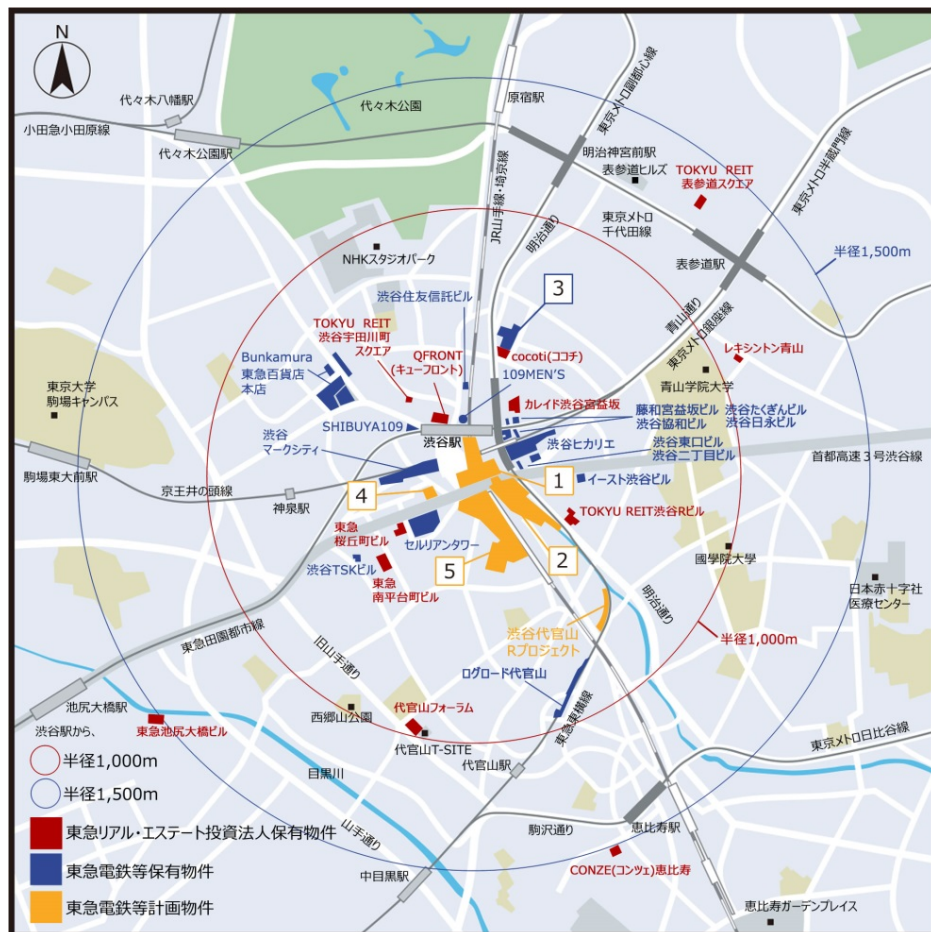 N
代々木八幡駅
小田急小田原線
代々木公園駅
代々木公園
原宿駅
東京メトロ副都心線
明治神宮前駅
表参道ヒルズ
TOKYU REIT
表参道スクエア
東京メトロ半蔵門線
JR山手線・埼京線
明治通り
東京メトロ
千代田線
表参道駅
半径1,500m
NHKスタジオパーク
渋谷住友信託ビル
3
青山通り
東京メトロ銀座線
TOKYU REIT
渋谷宇田川町
スクエア
cocoti(ココチ)
レキシントン青山
Bunkamura
東急百貨店
本店
QFRONT
(キューフロント)
109MEN'S
青山学院大学
東京大学
駒場キャンパス
カレイド渋谷宮益坂
SHIBUYA109
渋谷駅
藤和宮益坂ビル
渋谷たくぎんビル
渋谷協和ビル
渋谷日永ビル
渋谷
マークシティ
渋谷ヒカリエ
渋谷東口ビル
渋谷二丁目ビル
首都高速3号渋谷線
駒場東大前駅
京王井の頭線
神泉駅
4
1
イースト渋谷ビル
東急
桜丘町ビル
セルリアンタワー
TOKYU REIT渋谷Rビル
渋谷TSKビル
東急
南平台町ビル
5
2
國學院大學
日本赤十字社
医療センター
明治通り
東急田園都市線
旧山手通り
渋谷代官山
Rプロジェクト
半径1,000m
ログロード代官山
池尻大橋駅
西郷山公園
代官山フォーラム
東急東横線
渋谷駅から、
東急池尻大橋ビル
代官山T-SITE
東京メトロ日比谷線
半径1,000m
目黒川
代官山駅
半径1,500m
山手通り
駒沢通り
恵比寿駅
東急リアル・エステート投資法人保有物件
東急電鉄等保有物件
中目黒駅
CONZE(コンツェ)恵比寿
東急電鉄等計画物件
恵比寿ガーデンプレイス